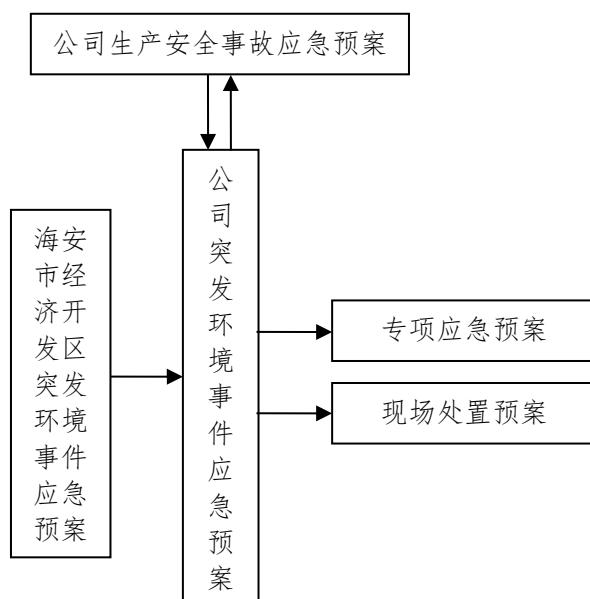 公司生产安全事故应急预案
公
司
突
发
环
境
事
件
应
急
预
案
海安
市经
济开
发区
突发
环境
事件
应急
预案
专项应急预案
现场处置预案